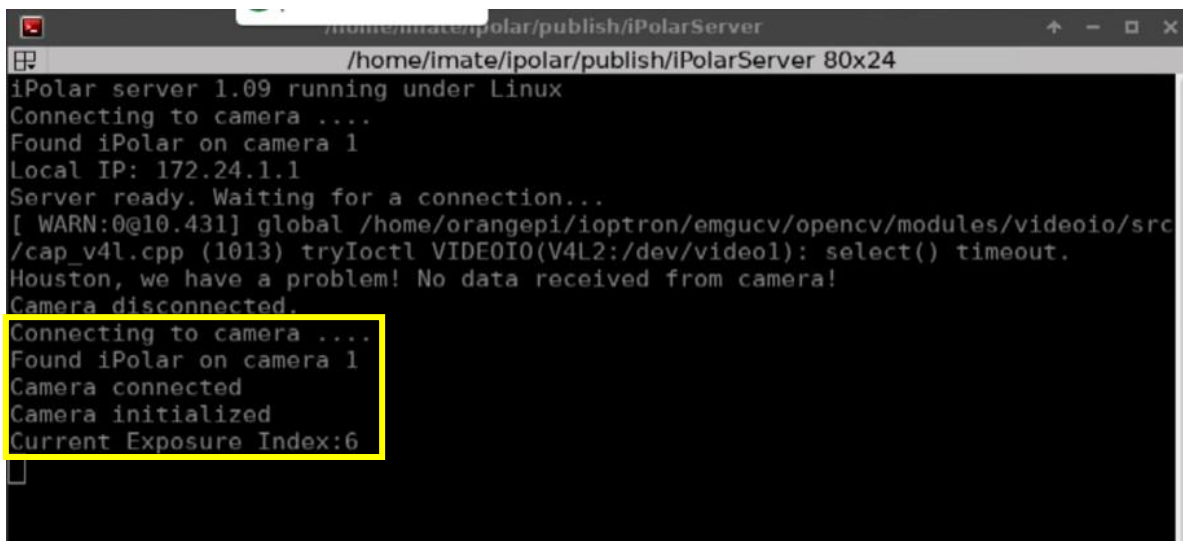 /home/imate/ipolar/publish/iPolarServer
/home/imate/ipolar/publish/iPolarServer 80x24
iPolar server 1.09 running under Linux
Connecting to camera ....
Found iPolar on camera 1
Local IP: 172.24.1.1
Server ready. Waiting for a connection...
[ WARN:0@10.431] global /home/orangepi/ioptron/emgucv/opencv/modules/videoio/src
/cap_v4l.cpp (1013) tryIoctl VIDEOIO(V4L2:/dev/video1): select() timeout.
Houston, we have a problem! No data received from camera!
Camera disconnected.
Connecting to camera ....
Found iPolar on camera 1
Camera connected
Camera initialized
Current Exposure Index:6